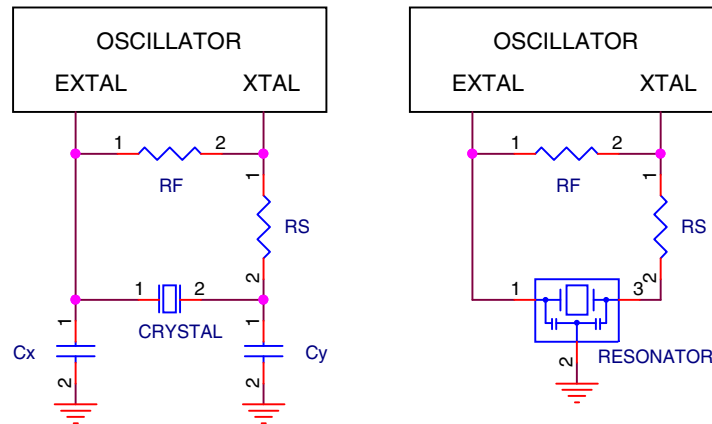 OSCILLATOR
EXTAL XTAL
1 2
RF
1
RS
2
1 2
CRYSTAL
1
Cx
2
1
Cy
2
OSCILLATOR
EXTAL XTAL
1 2
RF
1
RS
2
1 3
2
RESONATOR